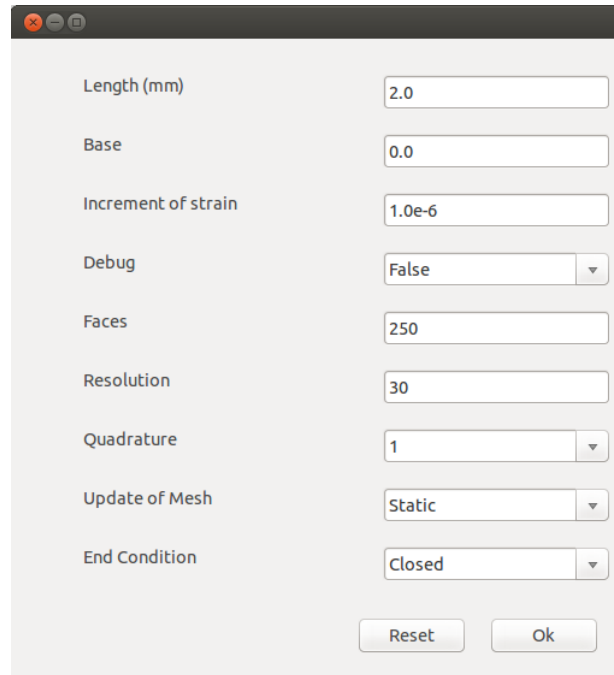 Length (mm) 2.0
Base 0.0
Increment of strain 1.0e-6
Debug False
Faces 250
Resolution 30
Quadrature 1
Update of Mesh Static
End Condition Closed
Reset Ok